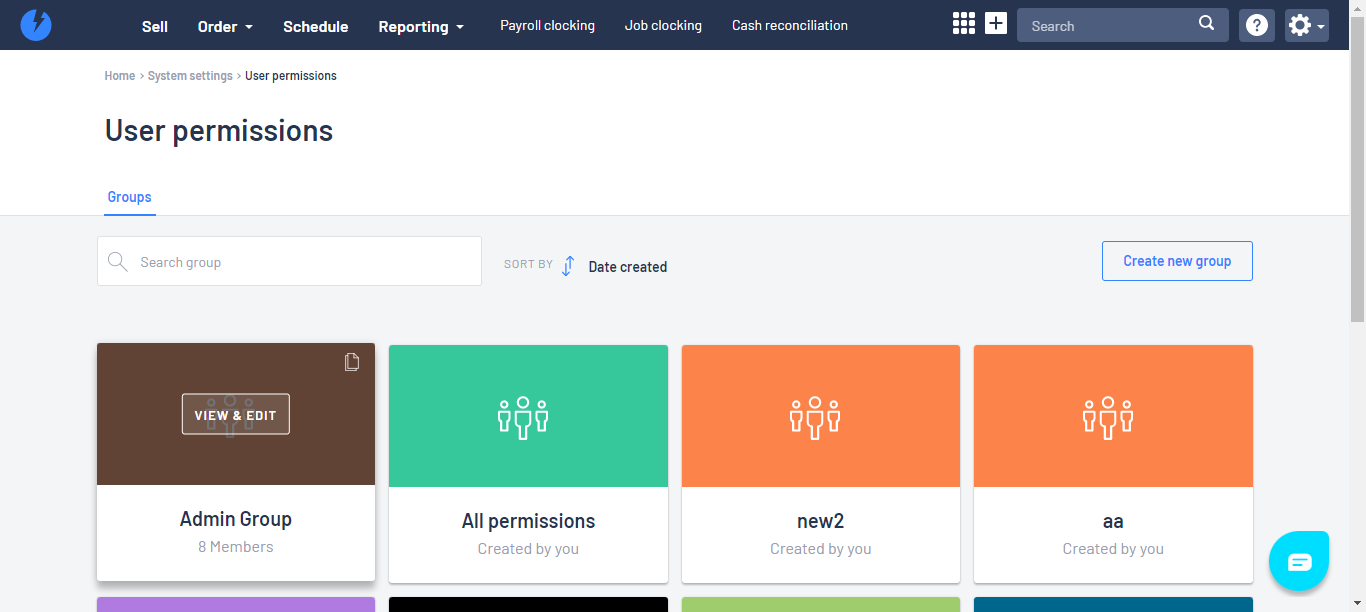 Sell Order Schedule Reporting Payroll clocking Job clocking Cash reconciliation Search
Home › System settings › User permissions
User permissions
Groups
Search group SORT BY Date created Create new group
VIEW & EDIT
Admin Group All permissions new2 aa
8 Members Created by you Created by you Created by you